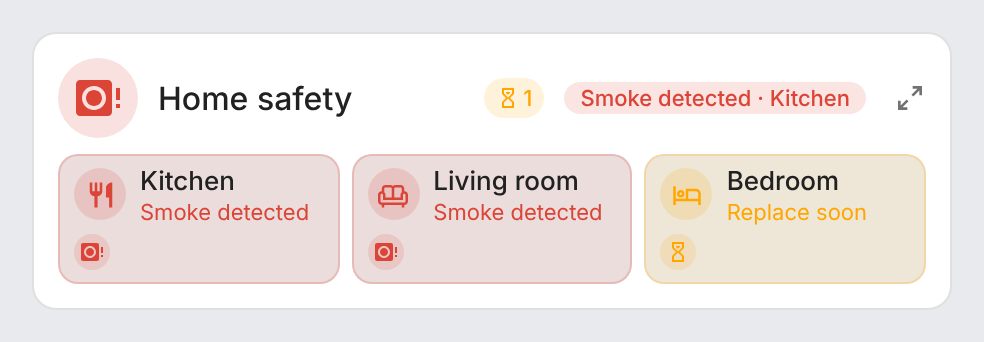 Home safety
1
Smoke detected · Kitchen
Kitchen
Smoke detected
Living room
Smoke detected
Bedroom
Replace soon